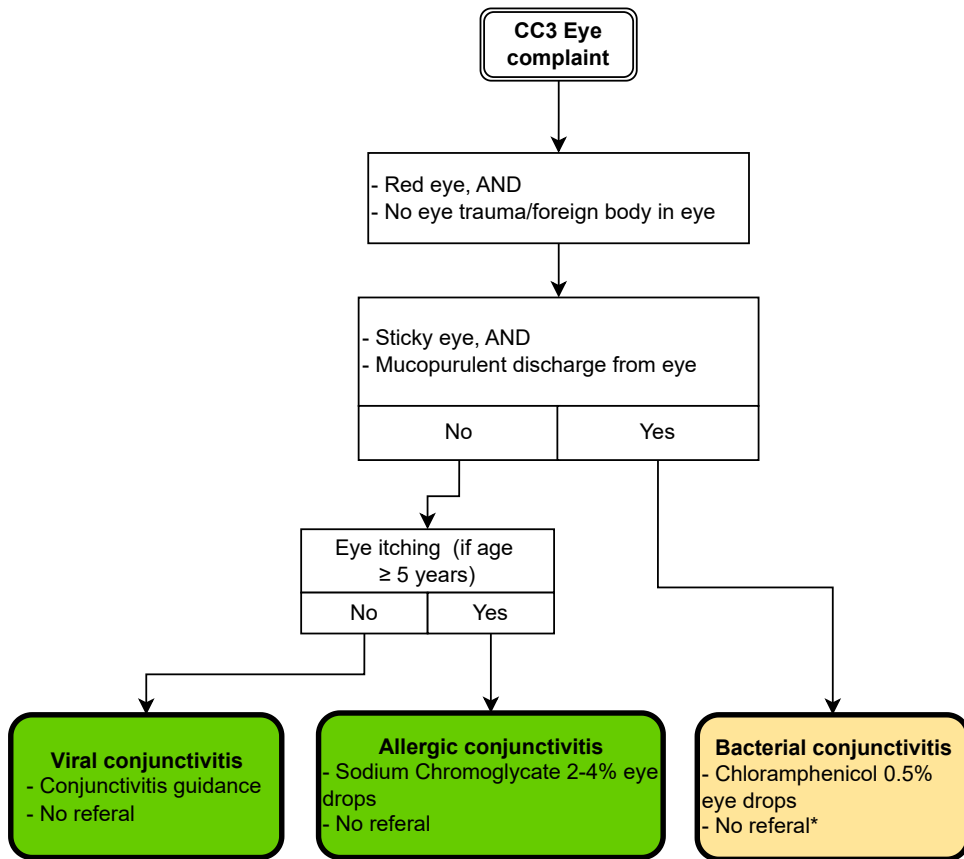 CC3 Eye
complaint
- Red eye, AND
- No eye trauma/foreign body in eye
- Sticky eye, AND
- Mucopurulent discharge from eye
No
Yes
Eye itching (if age
≥ 5 years)
No
Yes
Viral conjunctivitis
- Conjunctivitis guidance
- No referal
Allergic conjunctivitis
- Sodium Chromoglycate 2-4% eye
drops
- No referal
Bacterial conjunctivitis
- Chloramphenicol 0.5%
eye drops
- No referal*